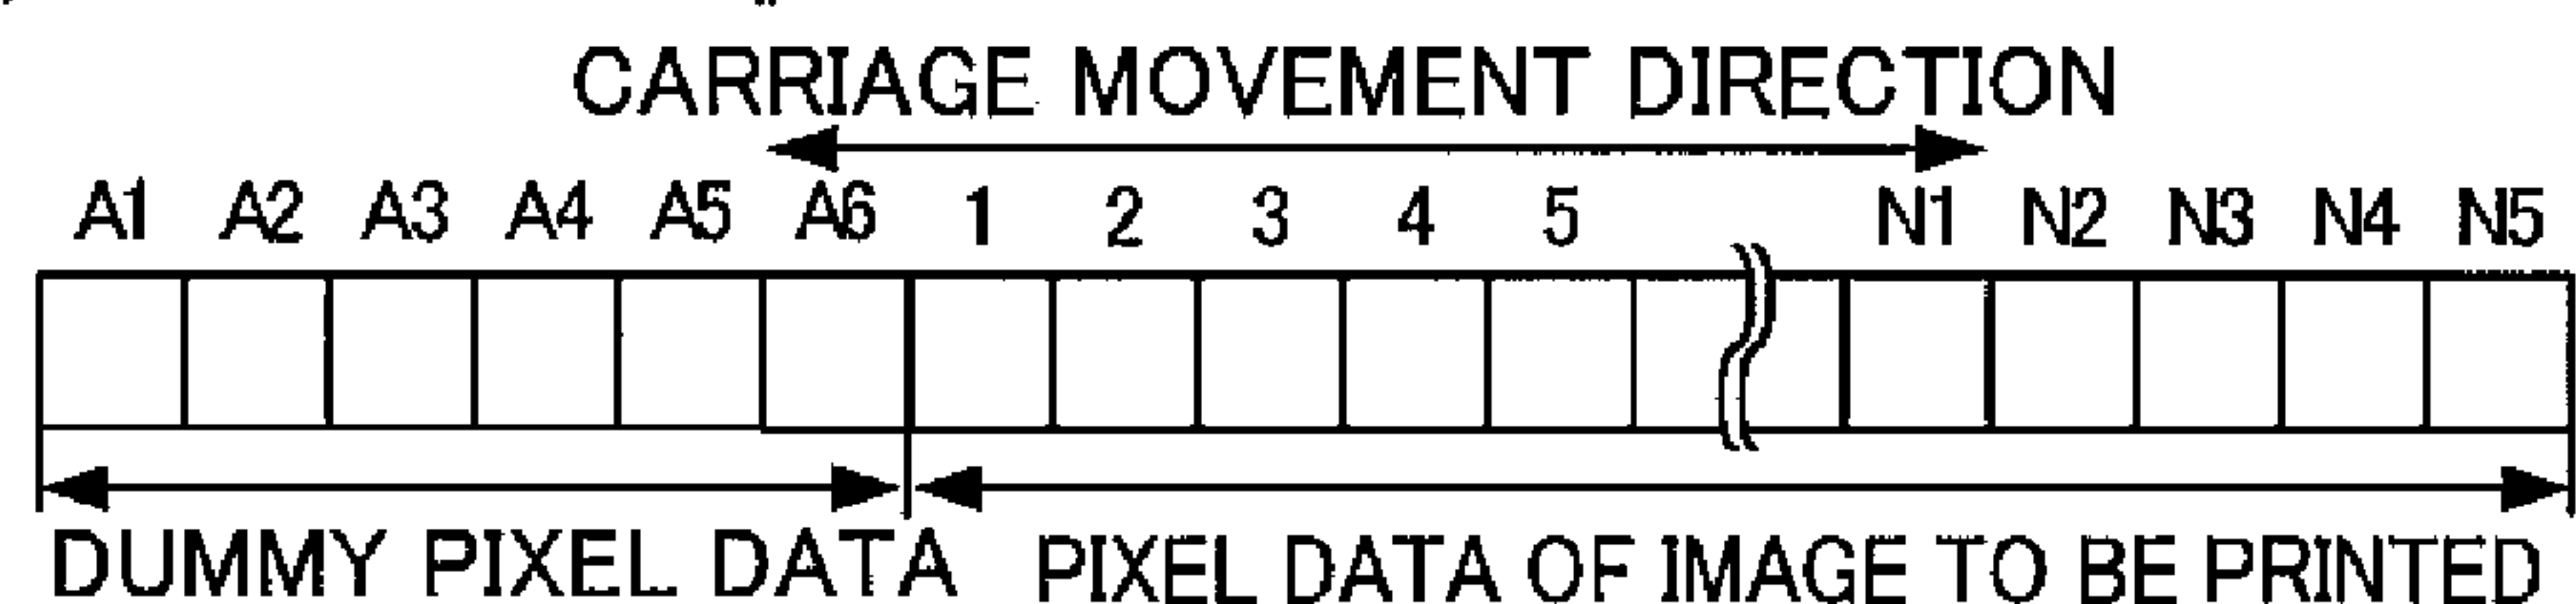 CARRIAGE MOVEMENT DIRECTION
A1 A2 A3 A4 A5 A6 1 2 3 4 5 N1 N2 N3 N4 N5
DUMMY PIXEL DATA PIXEL DATA OF IMAGE TO BE PRINTED